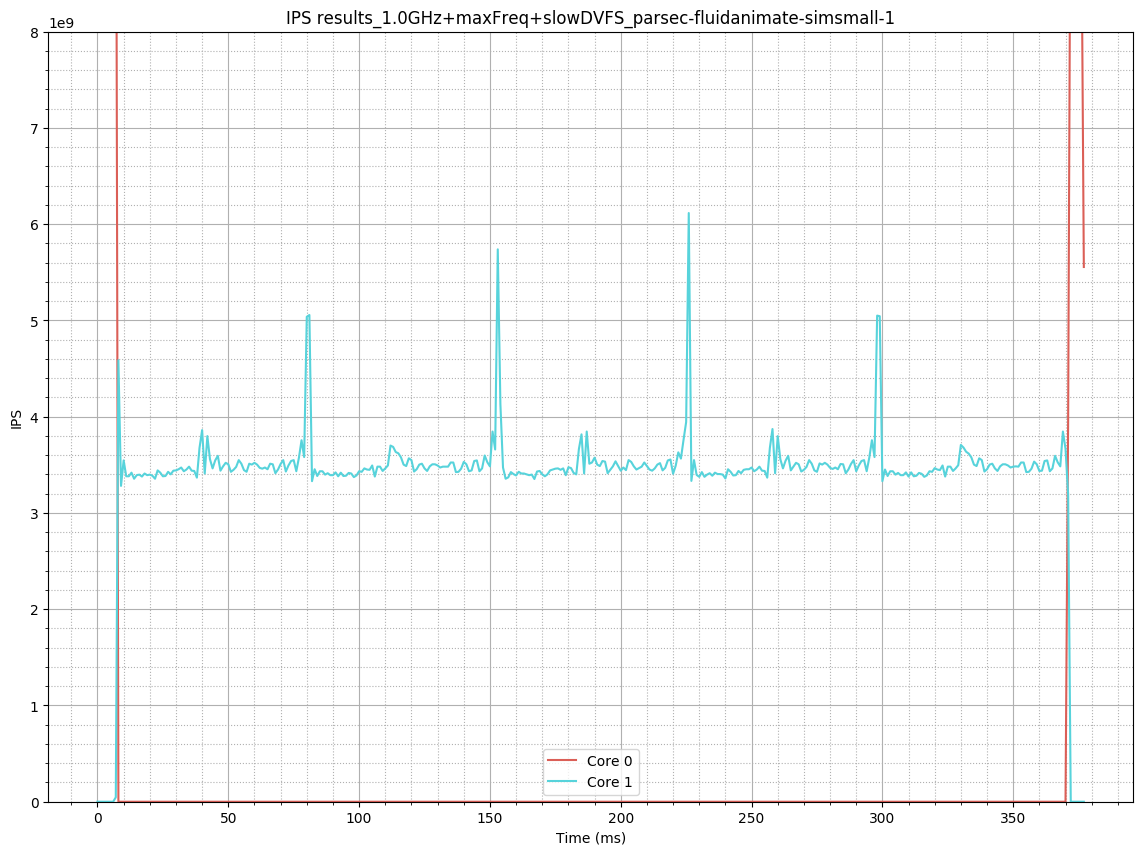 IPS results_1.0GHz+maxFreq+slowDVFS_parsec-fluidanimate-simsmall-1
1e9
8
7
6
5
4
3
2
1
0
IPS
0 50 100 150 200 250 300 350
Time (ms)
Core 0
Core 1